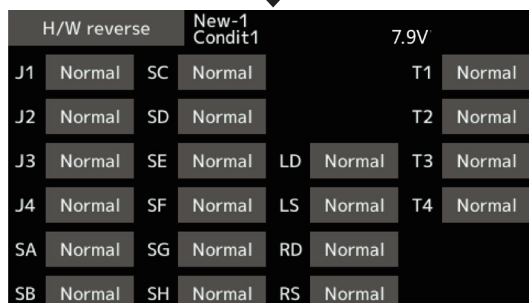 H/W reverse New-1
Condit1 7.9V
J1 Normal SC Normal T1 Normal
J2 Normal SD Normal T2 Normal
J3 Normal SE Normal LD Normal T3 Normal
J4 Normal SF Normal LS Normal T4 Normal
SA Normal SG Normal RD Normal
SB Normal SH Normal RS Normal